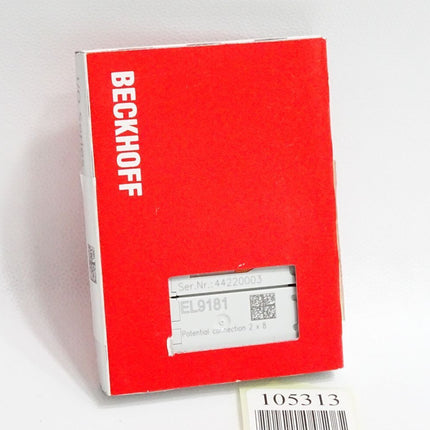 BECKHOFF
Ser.Nr.:44220003
EL9181
Potential connection 2 x 8
105313